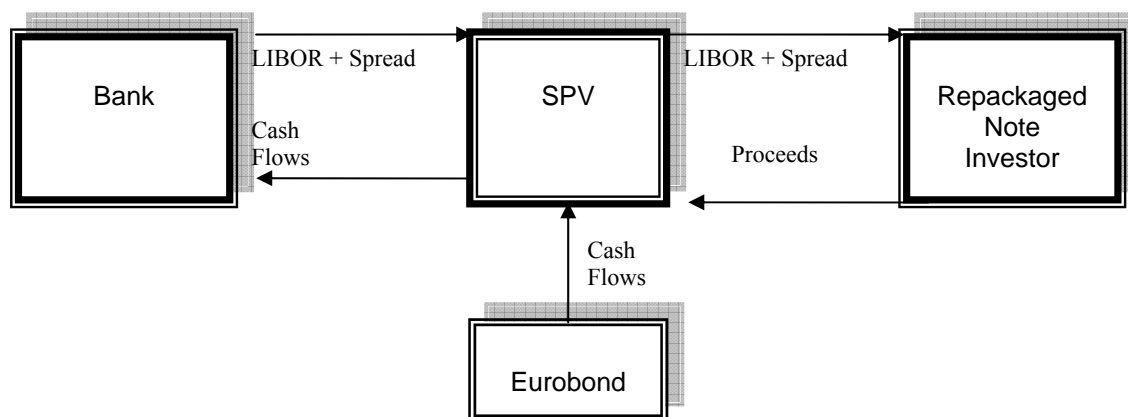 LIBOR + Spread
LIBOR + Spread
Bank
SPV
Repackaged
Note
Investor
Cash
Flows
Proceeds
Cash
Flows
Eurobond